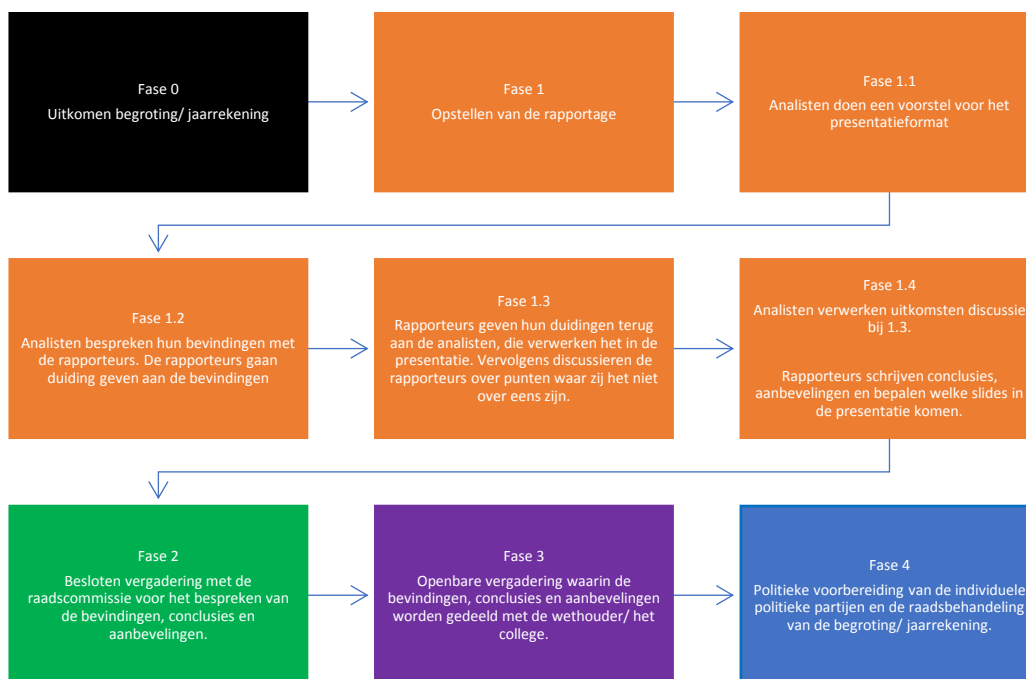 Fase 0
Uitkomen begroting/ jaarrekening
Fase 1
Opstellen van de rapportage
Fase 1.1
Analisten doen een voorstel voor het
presentatieformat
Fase 1.2
Analisten bespreken hun bevindingen met
de rapporteurs. De rapporteurs gaan
duiding geven aan de bevindingen
Fase 1.3
Rapporteurs geven hun duidingen terug
aan de analisten, die verwerken het in de
presentatie. Vervolgens discussieren de
rapporteurs over punten waar zij het niet
over eens zijn.
Fase 1.4
Analisten verwerken uitkomsten discussie
bij 1.3.
Rapporteurs schrijven conclusies,
aanbevelingen en bepalen welke slides in
de presentatie komen.
Fase 2
Besloten vergadering met de
raadscommissie voor het bespreken van
de bevindingen, conclusies en
aanbevelingen.
Fase 3
Openbare vergadering waarin de
bevindingen, conclusies en aanbevelingen
worden gedeeld met de wethouder/ het
college.
Fase 4
Politieke voorbereiding van de individuele
politieke partijen en de raadsbehandeling
van de begroting/ jaarrekening.